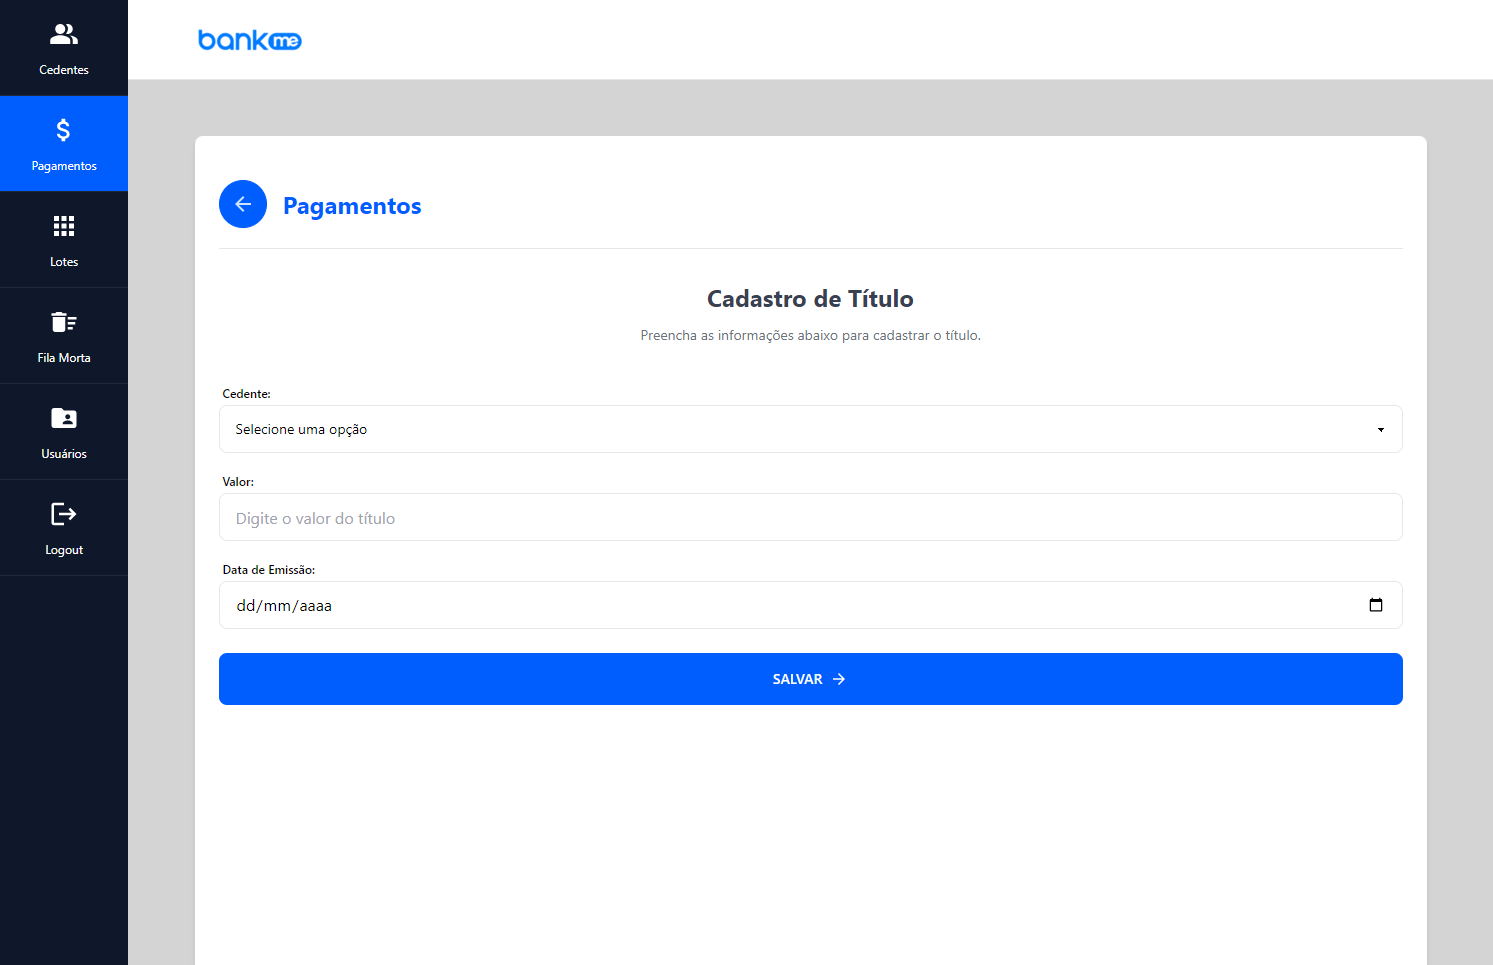 Cedentes
Pagamentos
Lotes
Fila Morta
Usuários
Logout
bankme
Pagamentos
Cadastro de Título
Preencha as informações abaixo para cadastrar o título.
Cedente:
Selecione uma opção
Valor:
Digite o valor do título
Data de Emissão:
dd/mm/aaaa
SALVAR